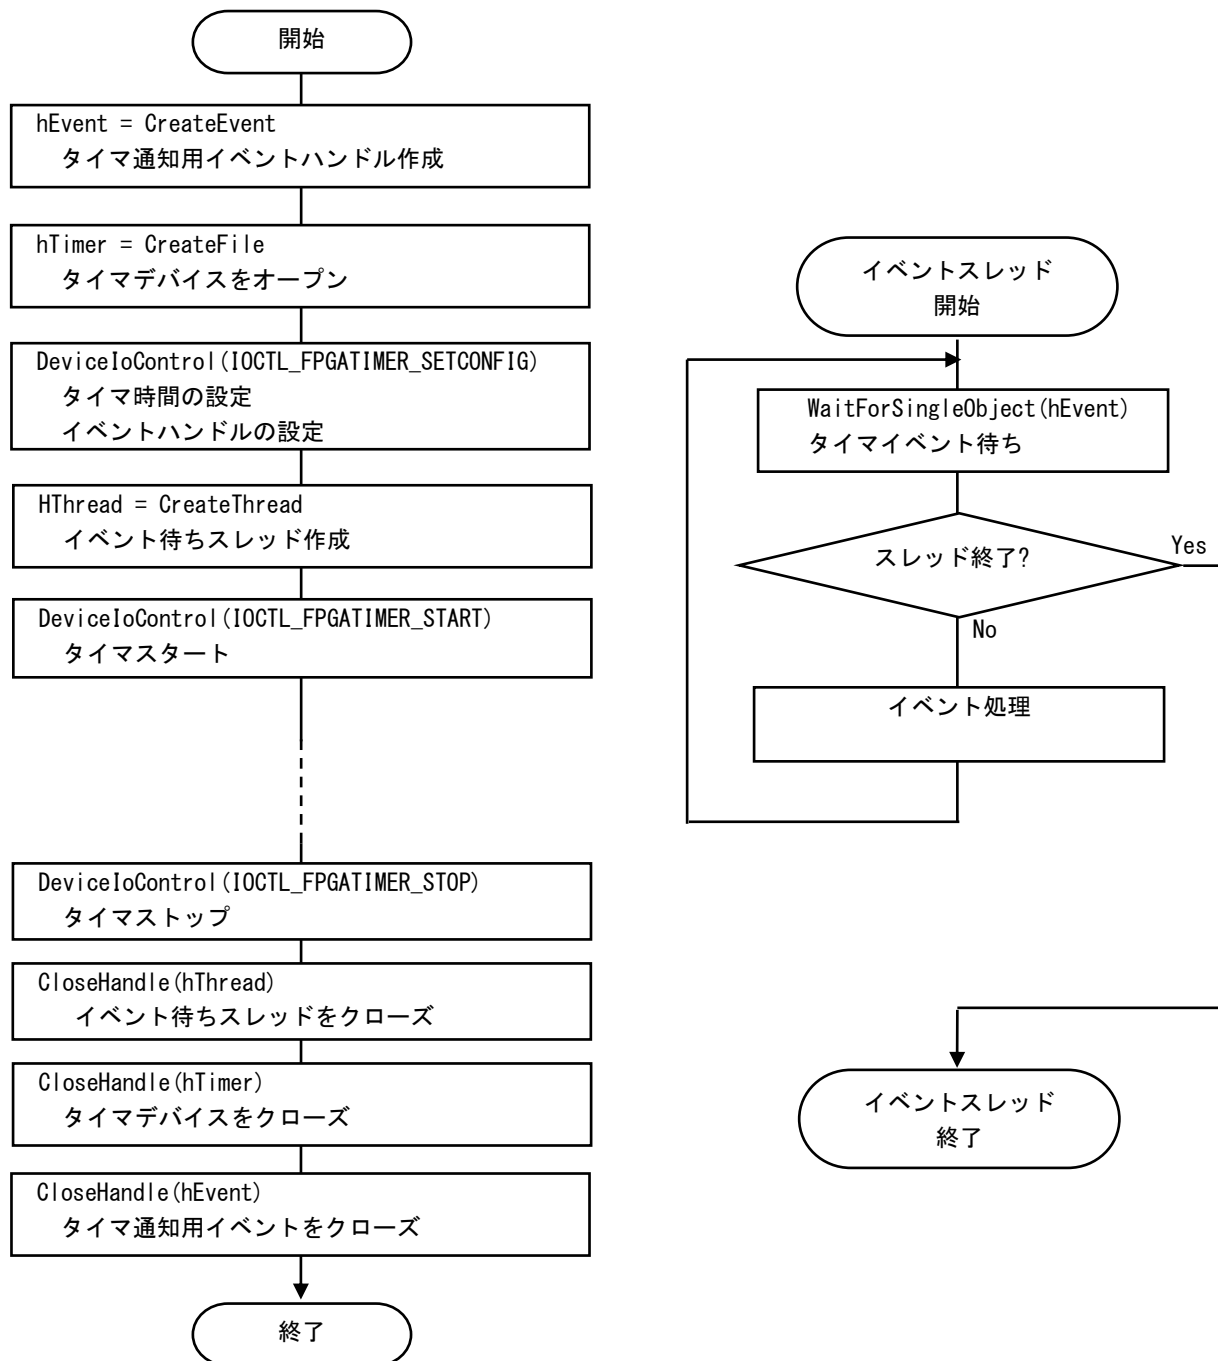 開始
hEvent = CreateEvent
タイマ通知用イベントハンドル作成
hTimer = CreateFile
タイマデバイスをオープン
DeviceIoControl(IOCTL_FPGATIMER_SETCONFIG)
タイマ時間の設定
イベントハンドルの設定
HThread = CreateThread
イベント待ちスレッド作成
DeviceIoControl(IOCTL_FPGATIMER_START)
タイマスタート
DeviceIoControl(IOCTL_FPGATIMER_STOP)
タイマストップ
CloseHandle(hThread)
イベント待ちスレッドをクローズ
CloseHandle(hTimer)
タイマデバイスをクローズ
CloseHandle(hEvent)
タイマ通知用イベントをクローズ
終了
イベントスレッド
開始
WaitForSingleObject(hEvent)
タイマイベント待ち
スレッド終了?
Yes
No
イベント処理
イベントスレッド
終了